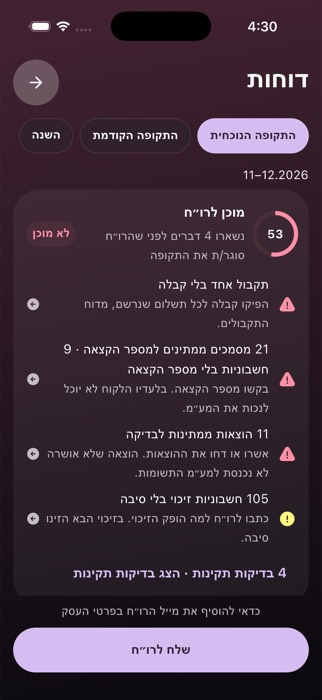 4:30
דוחות
התקופה הנוכחית
התקופה הקודמת
השנה
11–12.2026
מוכן לרו״ח
53
נשארו 4 דברים לפני שהרו״ח
סוגר/ת את התקופה
לא מוכן
תקבול אחד בלי קבלה
הפיקו קבלה לכל תשלום שנרשם, מדוח
התקבולים.
21 מסמכים ממתינים למספר הקצאה · 9
חשבוניות בלי מספר הקצאה
בקשו מספר הקצאה. בלעדיו הלקוח לא יוכל
לנכות את המע״מ.
11 הוצאות ממתינות לבדיקה
אשרו או דחו את ההוצאות. הוצאה שלא אושרה
לא נכנסת למע״מ התשומות.
105 חשבוניות זיכוי בלי סיבה
כתבו לרו״ח למה הופק הזיכוי. בזיכוי הבא הזינו
סיבה.
4 בדיקות תקינות · הצג בדיקות תקינות
כדאי להוסיף את מייל הרו״ח בפרטי העסק
שלח לרו״ח